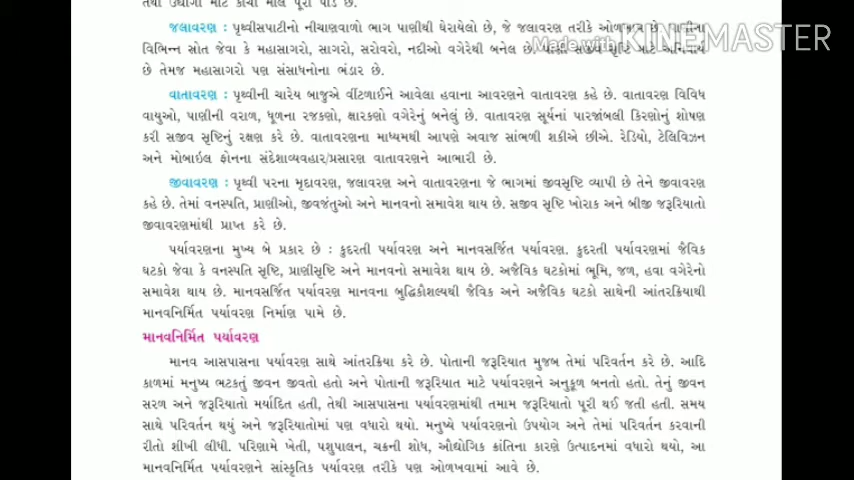 તથા ઉદ્યોગો માટે કાચો માલ પૂરો પાડે છે.
જલાવરણ : પૃથ્વીસપાટીનો નીચાણવાળો ભાગ પાણીથી ઘેરાયેલો છે, જે જલાવરણ તરીકે ઓળખાય છે. પાણીના
વિભિન્ન સ્રોત જેવા કે મહાસાગરો, સાગરો, સરોવરો, નદીઓ વગેરેથી બનેલ છે. પાણી સજીવ સૃષ્ટિ માટે અનિવાર્ય
Made with KINEMASTER
છે તેમજ મહાસાગરો પણ સંસાધનોના ભંડાર છે.
વાતાવરણ : પૃથ્વીની ચારેય બાજુએ વીંટળાઈને આવેલા હવાના આવરણને વાતાવરણ કહે છે. વાતાવરણ વિવિધ
વાયુઓ, પાણીની વરાળ, ધૂળના રજકણો, ક્ષારકણો વગેરેનું બનેલું છે. વાતાવરણ સૂર્યનાં પારજાંબલી કિરણોનું શોષણ
કરી સજીવ સૃષ્ટિનું રક્ષણ કરે છે. વાતાવરણના માધ્યમથી આપણે અવાજ સાંભળી શકીએ છીએ. રેડિયો, ટેલિવિઝન
અને મોબાઇલ ફોનના સંદેશાવ્યવહાર/પ્રસારણ વાતાવરણને આભારી છે.
જીવાવરણ : પૃથ્વી પરના મૃદાવરણ, જલાવરણ અને વાતાવરણના જે ભાગમાં જીવસૃષ્ટિ વ્યાપી છે તેને જીવાવરણ
કહે છે. તેમાં વનસ્પતિ, પ્રાણીઓ, જીવજંતુઓ અને માનવનો સમાવેશ થાય છે. સજીવ સૃષ્ટિ ખોરાક અને બીજી જરૂરિયાતો
જીવાવરણમાંથી પ્રાપ્ત કરે છે.
પર્યાવરણના મુખ્ય બે પ્રકાર છે : કુદરતી પર્યાવરણ અને માનવસર્જિત પર્યાવરણ. કુદરતી પર્યાવરણમાં જૈવિક
ઘટકો જેવા કે વનસ્પતિ સૃષ્ટિ, પ્રાણીસૃષ્ટિ અને માનવનો સમાવેશ થાય છે. અજૈવિક ઘટકોમાં ભૂમિ, જળ, હવા વગેરેનો
સમાવેશ થાય છે. માનવસર્જિત પર્યાવરણ માનવના બુદ્ધિકૌશલ્યથી જૈવિક અને અજૈવિક ઘટકો સાથેની આંતરક્રિયાથી
માનવનિર્મિત પર્યાવરણ નિર્માણ પામે છે.
માનવનિર્મિત પર્યાવરણ
માનવ આસપાસના પર્યાવરણ સાથે આંતરક્રિયા કરે છે. પોતાની જરૂરિયાત મુજબ તેમાં પરિવર્તન કરે છે. આદિ
કાળમાં મનુષ્ય ભટકતું જીવન જીવતો હતો અને પોતાની જરૂરિયાત માટે પર્યાવરણને અનુકૂળ બનતો હતો. તેનું જીવન
સરળ અને જરૂરિયાતો મર્યાદિત હતી, તેથી આસપાસના પર્યાવરણમાંથી તમામ જરૂરિયાતો પૂરી થઈ જતી હતી. સમય
સાથે પરિવર્તન થયું અને જરૂરિયાતોમાં પણ વધારો થયો. મનુષ્યે પર્યાવરણનો ઉપયોગ અને તેમાં પરિવર્તન કરવાની
રીતો શીખી લીધી. પરિણામે ખેતી, પશુપાલન, ચક્રની શોધ, ઔદ્યોગિક ક્રાંતિના કારણે ઉત્પાદનમાં વધારો થયો, આ
માનવનિર્મિત પર્યાવરણને સાંસ્કૃતિક પર્યાવરણ તરીકે પણ ઓળખવામાં આવે છે.